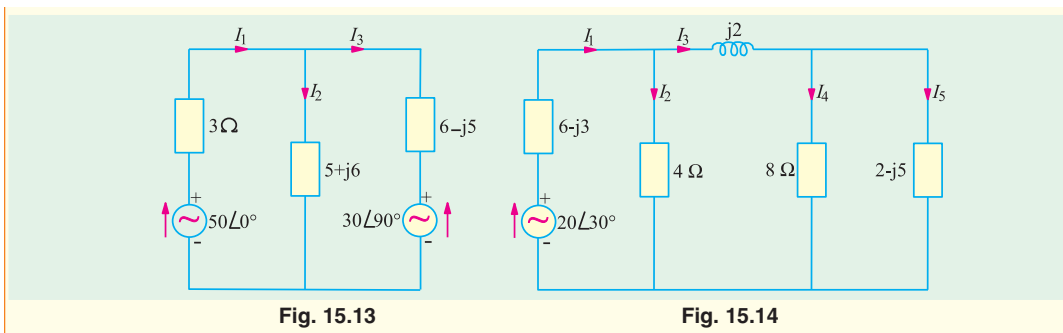 I1 I3
I2
3Ω
6–j5
5+j6
+ +
50∠0° 30∠90°
- -
Fig. 15.13
j2
I1 I3
I2 I4 I5
6-j3
4 Ω 8 Ω 2-j5
+
20∠30°
-
Fig. 15.14